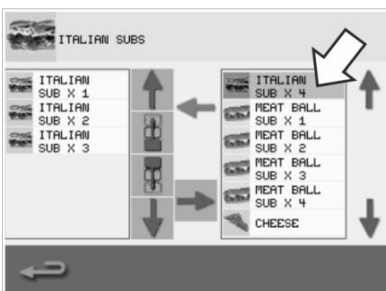 ITALIAN SUBS
ITALIAN
SUB X 1
ITALIAN
SUB X 2
ITALIAN
SUB X 3
ITALIAN
SUB X 4
MEAT BALL
SUB X 1
MEAT BALL
SUB X 2
MEAT BALL
SUB X 3
MEAT BALL
SUB X 4
CHEESE